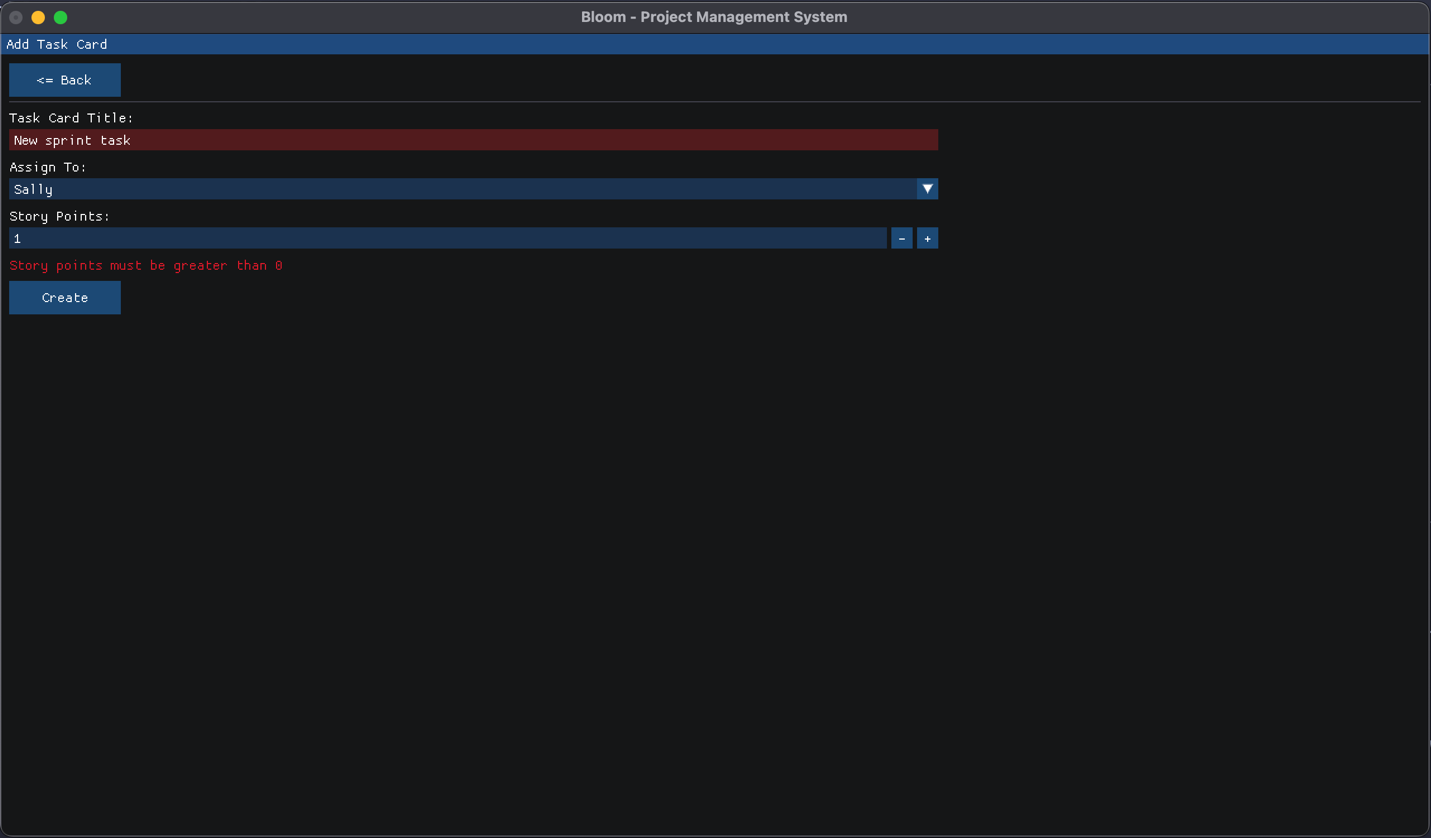 Bloom - Project Management System
Add Task Card
<= Back
Task Card Title:
New sprint task
Assign To:
Sally
Story Points:
1
- +
Story points must be greater than 0
Create